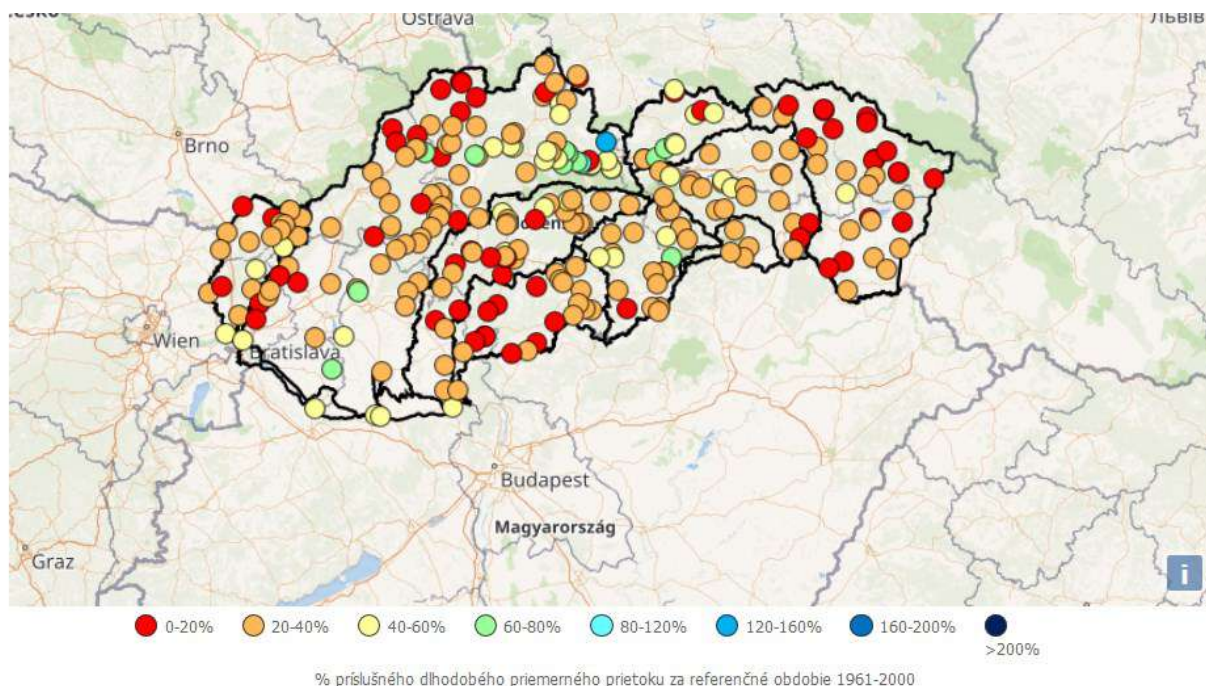 Ostrava
Львів
Brno
Wien
Bratislava
Budapest
Magyarország
Graz
i
0-20%
20-40%
40-60%
60-80%
80-120%
120-160%
160-200%
>200%
% príslušného dlhodobého priemerného prietoku za referenčné obdobie 1961-2000